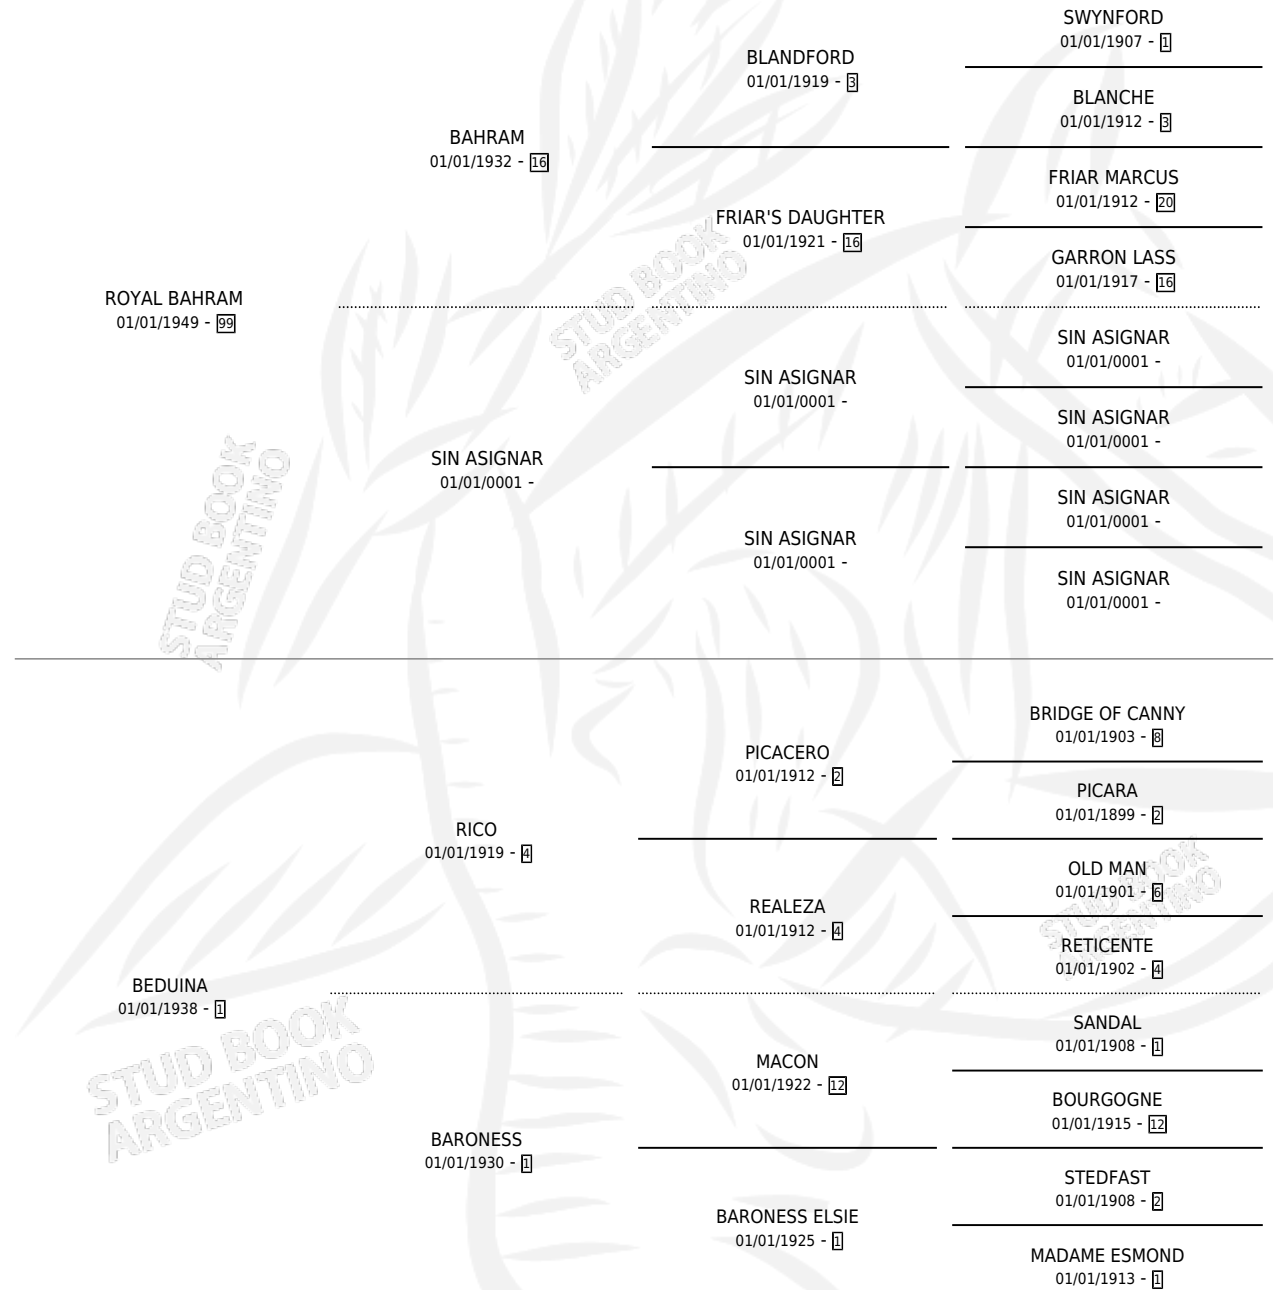 SWYNFORD
01/01/1907 - 1
BLANDFORD
01/01/1919 - 3
BLANCHE
01/01/1912 - 3
BAHRAM
01/01/1932 - 16
FRIAR MARCUS
01/01/1912 - 20
FRIAR'S DAUGHTER
01/01/1921 - 16
GARRON LASS
01/01/1917 - 16
ROYAL BAHRAM
01/01/1949 - 99
STUD BOOK
ARGENTINO
SIN ASIGNAR
01/01/0001 -
SIN ASIGNAR
01/01/0001 -
SIN ASIGNAR
01/01/0001 -
SIN ASIGNAR
01/01/0001 -
STUD BOOK
ARGENTINO
SIN ASIGNAR
01/01/0001 -
SIN ASIGNAR
01/01/0001 -
SIN ASIGNAR
01/01/0001 -
BRIDGE OF CANNY
01/01/1903 - 8
PICACERO
01/01/1912 - 2
PICARA
01/01/1899 - 2
RICO
01/01/1919 - 4
OLD MAN
01/01/1901 - 6
STUD BOOK
ARGENTINO
REALEZA
01/01/1912 - 4
RETICENTE
01/01/1902 - 4
BEDUINA
01/01/1938 - 1
STUD BOOK
ARGENTINO
SANDAL
01/01/1908 - 1
MACON
01/01/1922 - 12
BOURGOGNE
01/01/1915 - 12
BARONESS
01/01/1930 - 1
STEDFAST
01/01/1908 - 2
BARONESS ELSIE
01/01/1925 - 1
MADAME ESMOND
01/01/1913 - 1